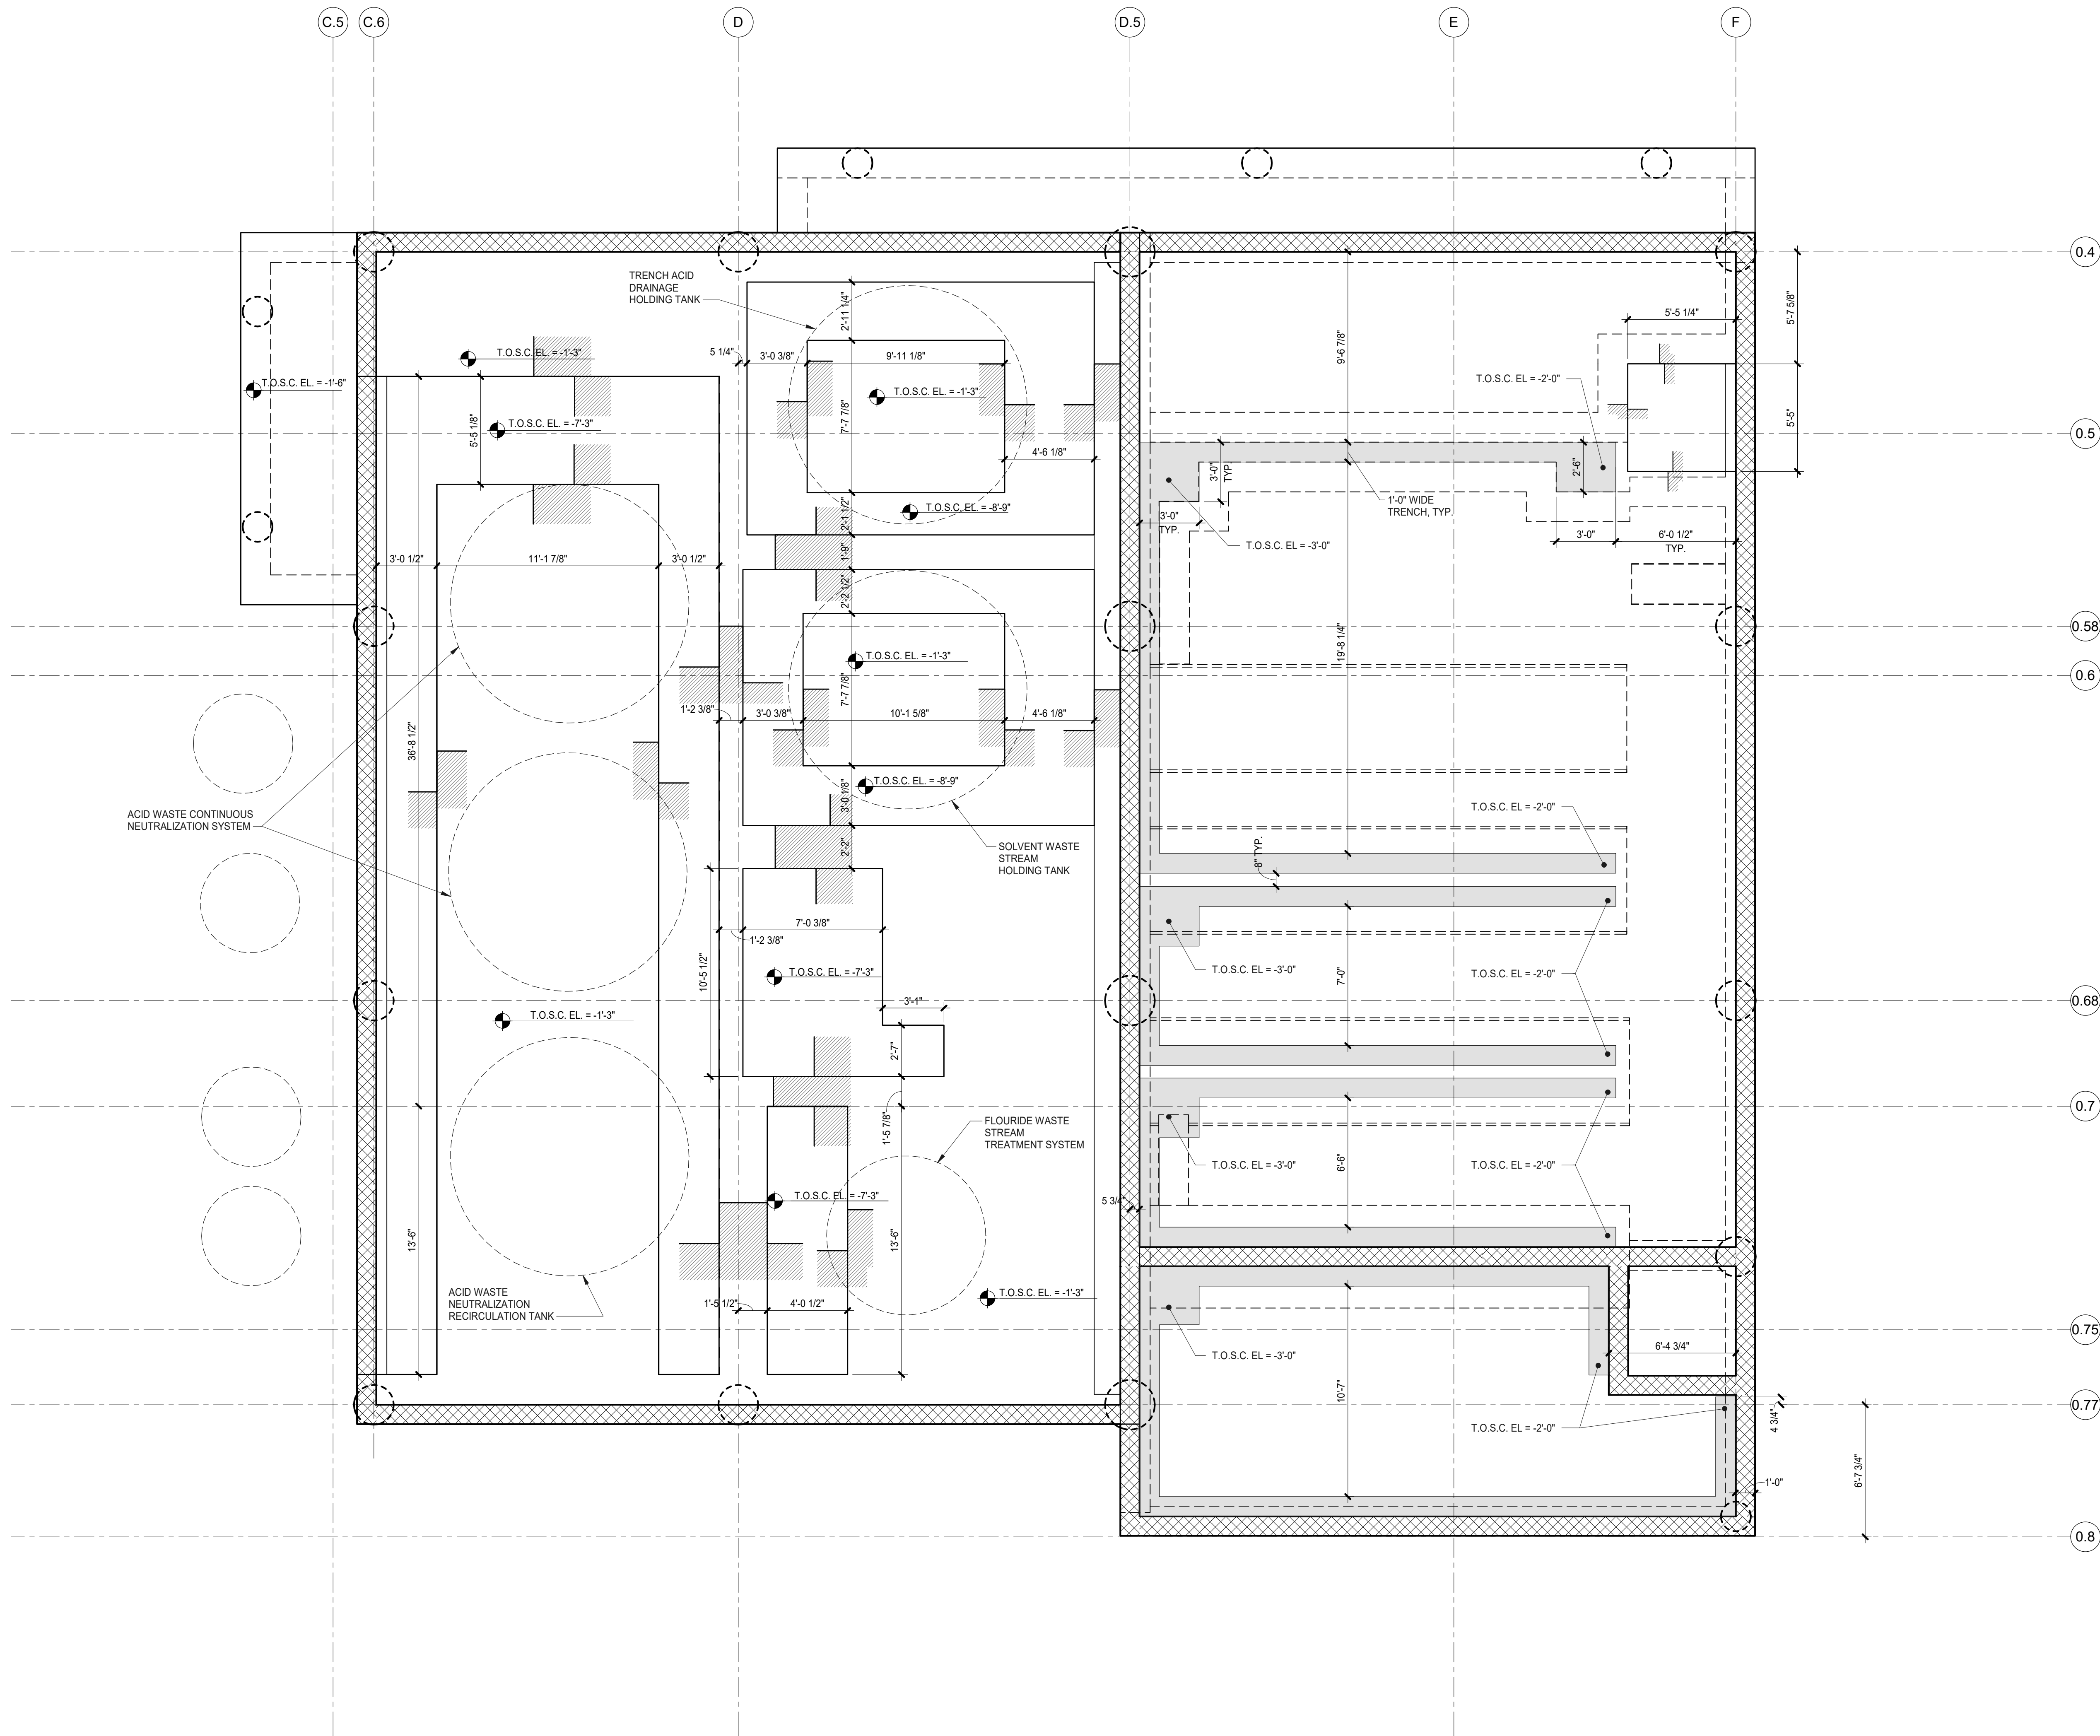 C.5
C.6
D
D.5
E
F
0.4
TRENCH ACID
DRAINAGE
HOLDING TANK
2'-11 1/4"
5'-5 1/4"
5'-7 5/8"
T.O.S.C. EL. = -1'-3"
5 1/4"
3'-0 3/8"
9'-11 1/8"
9'-6 7/8"
T.O.S.C. EL. = -1'-6"
T.O.S.C. EL = -2'-0"
T.O.S.C. EL. = -1'-3"
5'-5 1/8"
T.O.S.C. EL. = -7'-3"
7'-7 7/8"
5'-5"
0.5
4'-6 1/8"
3'-0"
TYP.
2'-6"
1'-0" WIDE
TRENCH, TYP.
T.O.S.C. EL. = -8'-9"
2'-1 1/2"
3'-0"
TYP.
3'-0"
6'-0 1/2"
TYP.
T.O.S.C. EL = -3'-0"
3'-0 1/2"
11'-1 7/8"
3'-0 1/2"
1'-9"
2'-2 1/2"
0.58
19'-8 1/4"
T.O.S.C. EL. = -1'-3"
0.6
7'-7 7/8"
1'-2 3/8"
3'-0 3/8"
10'-1 5/8"
4'-6 1/8"
36'-8 1/2"
T.O.S.C. EL. = -8'-9"
3'-0 1/8"
ACID WASTE CONTINUOUS
NEUTRALIZATION SYSTEM
T.O.S.C. EL = -2'-0"
SOLVENT WASTE
STREAM
HOLDING TANK
2'-2"
8" TYP.
7'-0 3/8"
1'-2 3/8"
10'-5 1/2"
T.O.S.C. EL. = -7'-3"
T.O.S.C. EL = -3'-0"
7'-0"
T.O.S.C. EL = -2'-0"
3'-1"
0.68
T.O.S.C. EL. = -1'-3"
2'-7"
0.7
1'-5 7/8"
FLOURIDE WASTE
STREAM
TREATMENT SYSTEM
T.O.S.C. EL = -3'-0"
6'-6"
T.O.S.C. EL = -2'-0"
T.O.S.C. EL. = -7'-3"
5 3/4"
13'-6"
13'-6"
ACID WASTE
NEUTRALIZATION
RECIRCULATION TANK
1'-5 1/2"
4'-0 1/2"
T.O.S.C. EL. = -1'-3"
0.75
T.O.S.C. EL = -3'-0"
6'-4 3/4"
10'-7"
0.77
T.O.S.C. EL = -2'-0"
4 3/4"
1'-0"
6'-7 3/4"
0.8